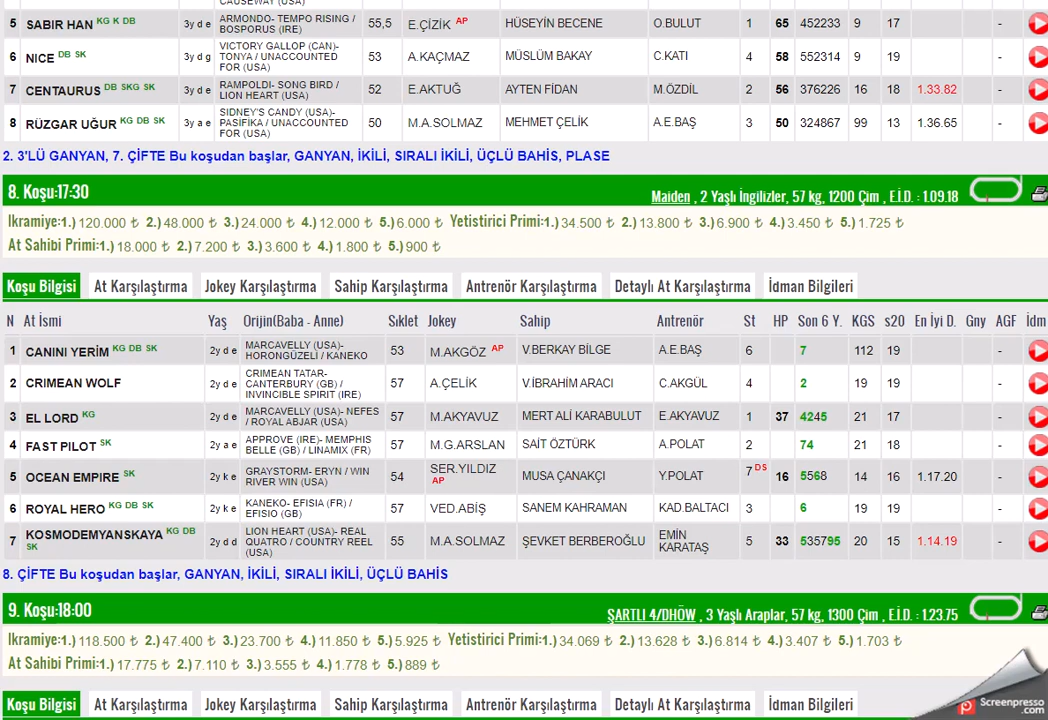 CAUSEWAY (USA)
5 SABIR HAN KG K DB 3y d e ARMONDO- TEMPO RISING / BOSPORUS (IRE) 55,5 E.ÇİZİK AP HÜSEYİN BECENE O.BULUT 1 65 452233 9 17 -
6 NICE DB SK 3y d g VICTORY GALLOP (CAN)- TONYA / UNACCOUNTED FOR (USA) 53 A.KAÇMAZ MÜSLÜM BAKAY C.KATI 4 58 552314 9 19 -
7 CENTAURUS DB SKG SK 3y d e RAMPOLDI- SONG BIRD / LION HEART (USA) 52 E.AKTUĞ AYTEN FİDAN M.ÖZDİL 2 56 376226 16 18 1.33.82 -
8 RÜZGAR UĞUR KG DB SK 3y a e SIDNEY'S CANDY (USA)- PASIFIKA / UNACCOUNTED FOR (USA) 50 M.A.SOLMAZ MEHMET ÇELİK A.E.BAŞ 3 50 324867 99 13 1.36.65 -
2. 3'LÜ GANYAN, 7. ÇİFTE Bu koşudan başlar, GANYAN, İKİLİ, SIRALI İKİLİ, ÜÇLÜ BAHİS, PLASE
8. Koşu:17:30 Maiden , 2 Yaşlı İngilizler, 57 kg, 1200 Çim , E.İ.D. : 1.09.18
Ikramiye:1.) 120.000 ₺ 2.) 48.000 ₺ 3.) 24.000 ₺ 4.) 12.000 ₺ 5.) 6.000 ₺ Yetistirici Primi:1.) 34.500 ₺ 2.) 13.800 ₺ 3.) 6.900 ₺ 4.) 3.450 ₺ 5.) 1.725 ₺
At Sahibi Primi:1.) 18.000 ₺ 2.) 7.200 ₺ 3.) 3.600 ₺ 4.) 1.800 ₺ 5.) 900 ₺
Koşu Bilgisi At Karşılaştırma Jokey Karşılaştırma Sahip Karşılaştırma Antrenör Karşılaştırma Detaylı At Karşılaştırma İdman Bilgileri
N At İsmi Yaş Orijin(Baba - Anne) Sıklet Jokey Sahip Antrenör St HP Son 6 Y. KGS s20 En İyi D. Gny AGF İdm
1 CANINI YERİM KG DB SK 2y d e MARCAVELLY (USA)- HORONGÜZELİ / KANEKO 53 M.AKGÖZ AP V.BERKAY BİLGE A.E.BAŞ 6 7 112 19 -
2 CRIMEAN WOLF 2y d e CRIMEAN TATAR- CANTERBURY (GB) / INVINCIBLE SPIRIT (IRE) 57 A.ÇELİK V.İBRAHİM ARACI C.AKGÜL 4 2 19 19 -
3 EL LORD KG 2y d e MARCAVELLY (USA)- NEFES / ROYAL ABJAR (USA) 57 M.AKYAVUZ MERT ALİ KARABULUT E.AKYAVUZ 1 37 4245 21 17 -
4 FAST PILOT SK 2y a e APPROVE (IRE)- MEMPHIS BELLE (GB) / LINAMIX (FR) 57 M.G.ARSLAN SAİT ÖZTÜRK A.POLAT 2 74 21 18 -
5 OCEAN EMPIRE SK 2y k e GRAYSTORM- ERYN / WIN RIVER WIN (USA) 54 SER.YILDIZ AP MUSA ÇANAKÇI Y.POLAT 7 DS 16 5568 14 16 1.17.20 -
6 ROYAL HERO KG DB SK 2y k e KANEKO- EFISIA (FR) / EFISIO (GB) 57 VED.ABİŞ SANEM KAHRAMAN KAD.BALTACI 3 6 19 19 -
7 KOSMODEMYANSKAYA KG DB SK 2y d d LION HEART (USA)- REAL QUATRO / COUNTRY REEL (USA) 55 M.A.SOLMAZ ŞEVKET BERBEROĞLU EMİN KARATAŞ 5 33 535795 20 15 1.14.19 -
8. ÇİFTE Bu koşudan başlar, GANYAN, İKİLİ, SIRALI İKİLİ, ÜÇLÜ BAHİS
9. Koşu:18:00 ŞARTLI 4/DHÖW , 3 Yaşlı Araplar, 57 kg, 1300 Çim , E.İ.D. : 1.23.75
Ikramiye:1.) 118.500 ₺ 2.) 47.400 ₺ 3.) 23.700 ₺ 4.) 11.850 ₺ 5.) 5.925 ₺ Yetistirici Primi:1.) 34.069 ₺ 2.) 13.628 ₺ 3.) 6.814 ₺ 4.) 3.407 ₺ 5.) 1.703 ₺
At Sahibi Primi:1.) 17.775 ₺ 2.) 7.110 ₺ 3.) 3.555 ₺ 4.) 1.778 ₺ 5.) 889 ₺
Koşu Bilgisi At Karşılaştırma Jokey Karşılaştırma Sahip Karşılaştırma Antrenör Karşılaştırma Detaylı At Karşılaştırma İdman Bilgileri
Screenpresso
.com